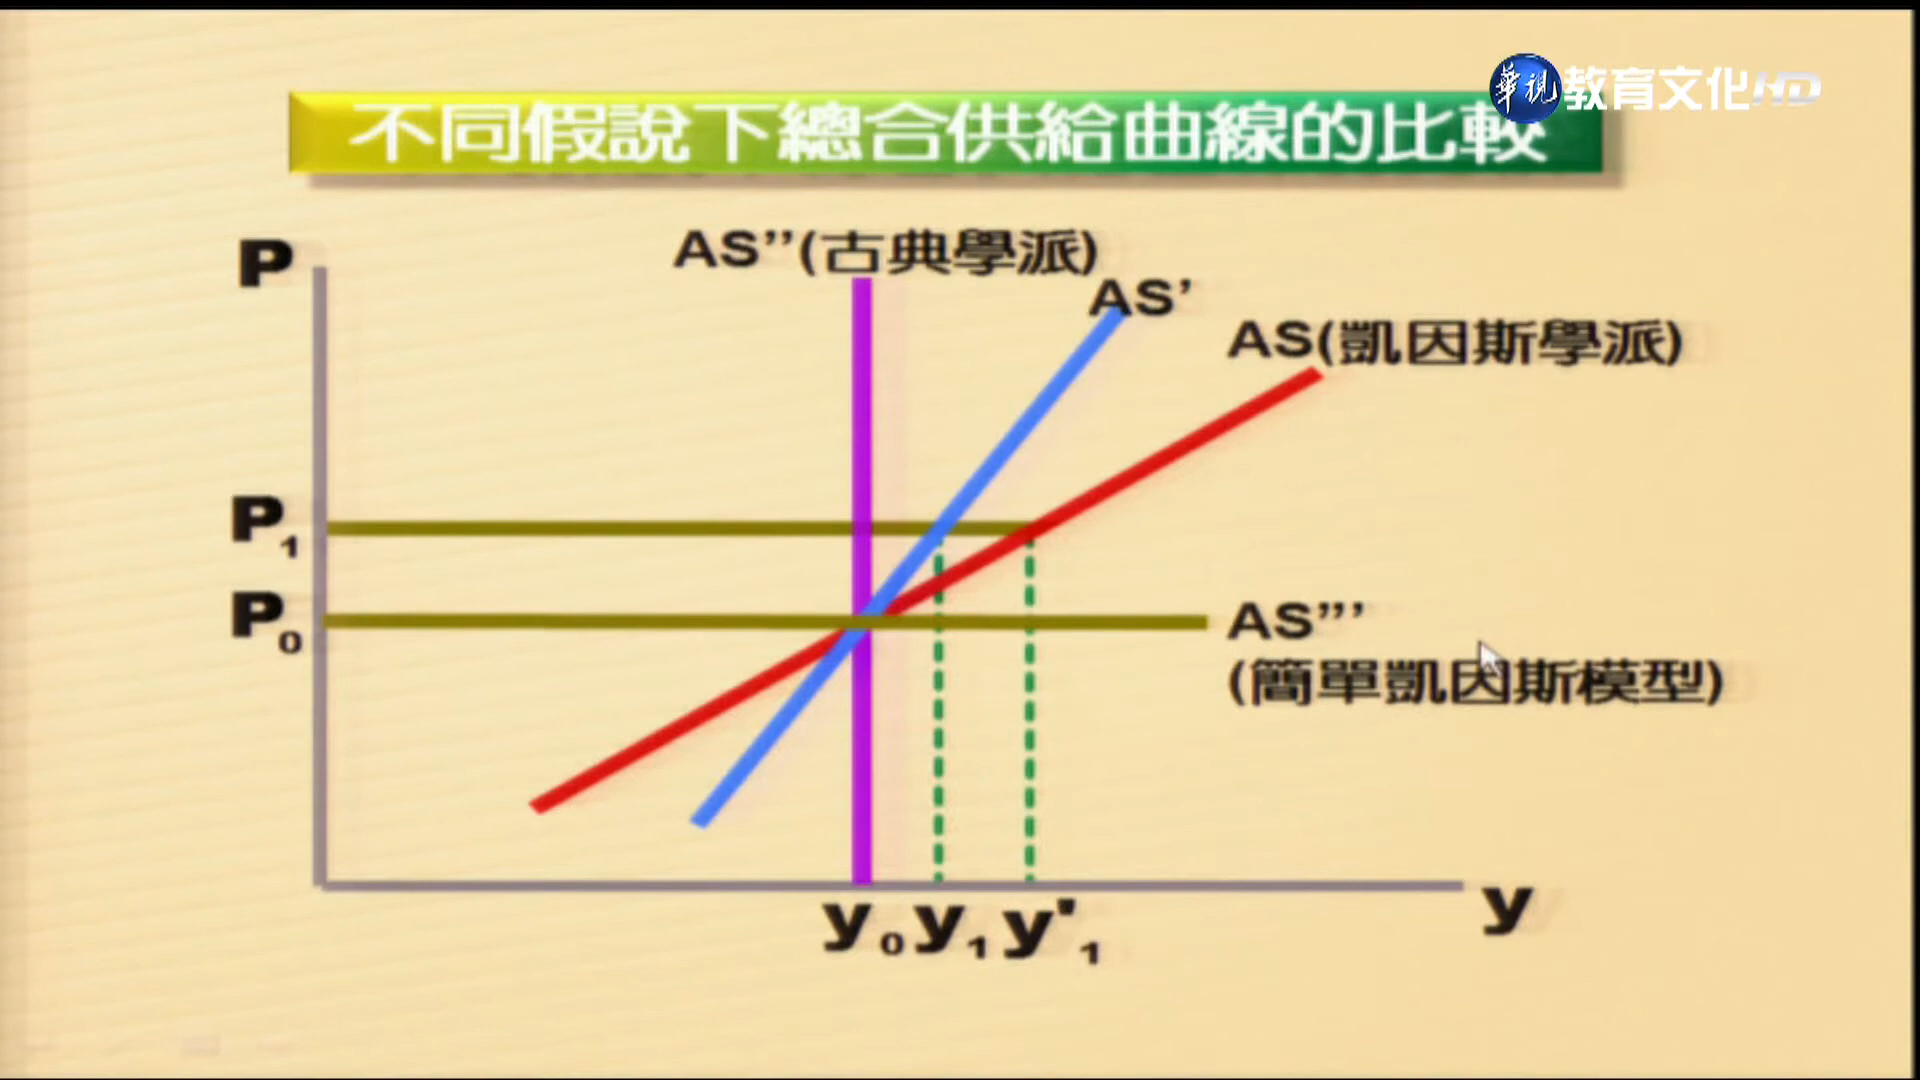 華視 教育文化HD
不同假說下總合供給曲線的比較
P
AS’’(古典學派)
AS’
AS(凱因斯學派)
P1
P0
AS’’’
(簡單凱因斯模型)
y
y0 y1 y'1